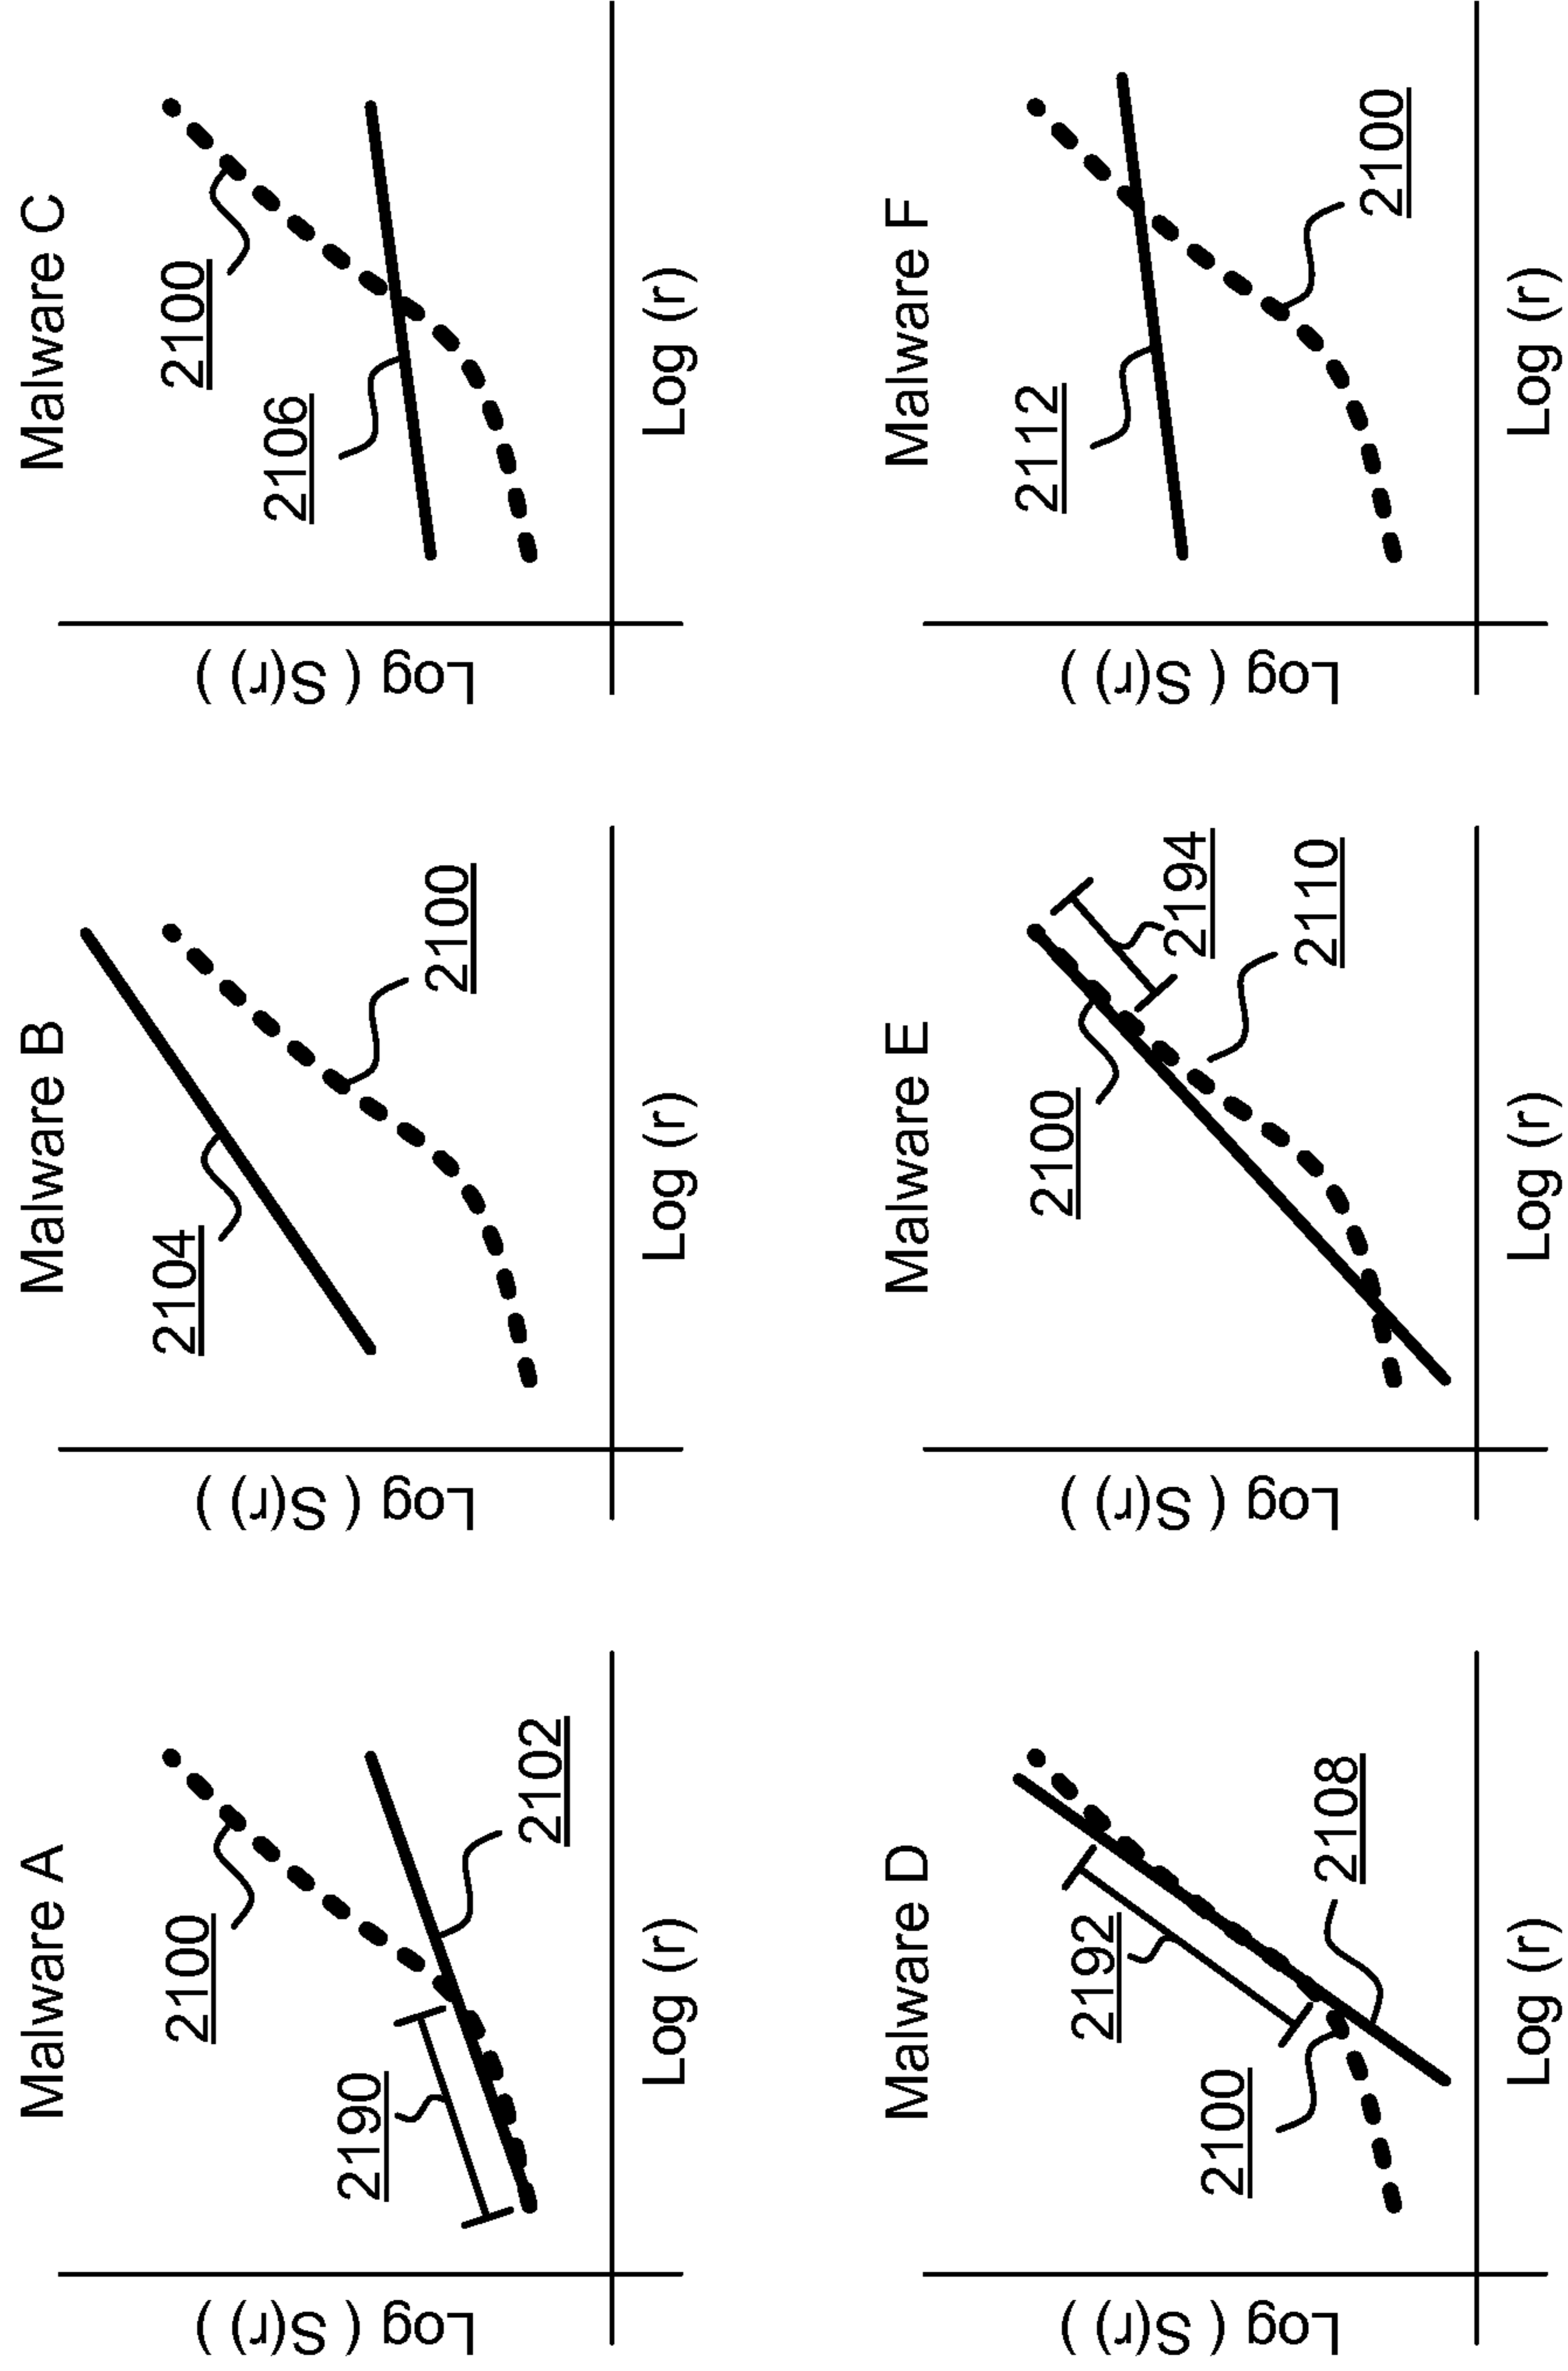 Malware A
2100
2190
2102
Log ( S(r) )
Log (r)
Malware B
2104
2100
Log ( S(r) )
Log (r)
Malware C
2100
2106
Log ( S(r) )
Log (r)
Malware D
2192
2100
2108
Log ( S(r) )
Log (r)
Malware E
2100
2194
2110
Log ( S(r) )
Log (r)
Malware F
2112
2100
Log ( S(r) )
Log (r)